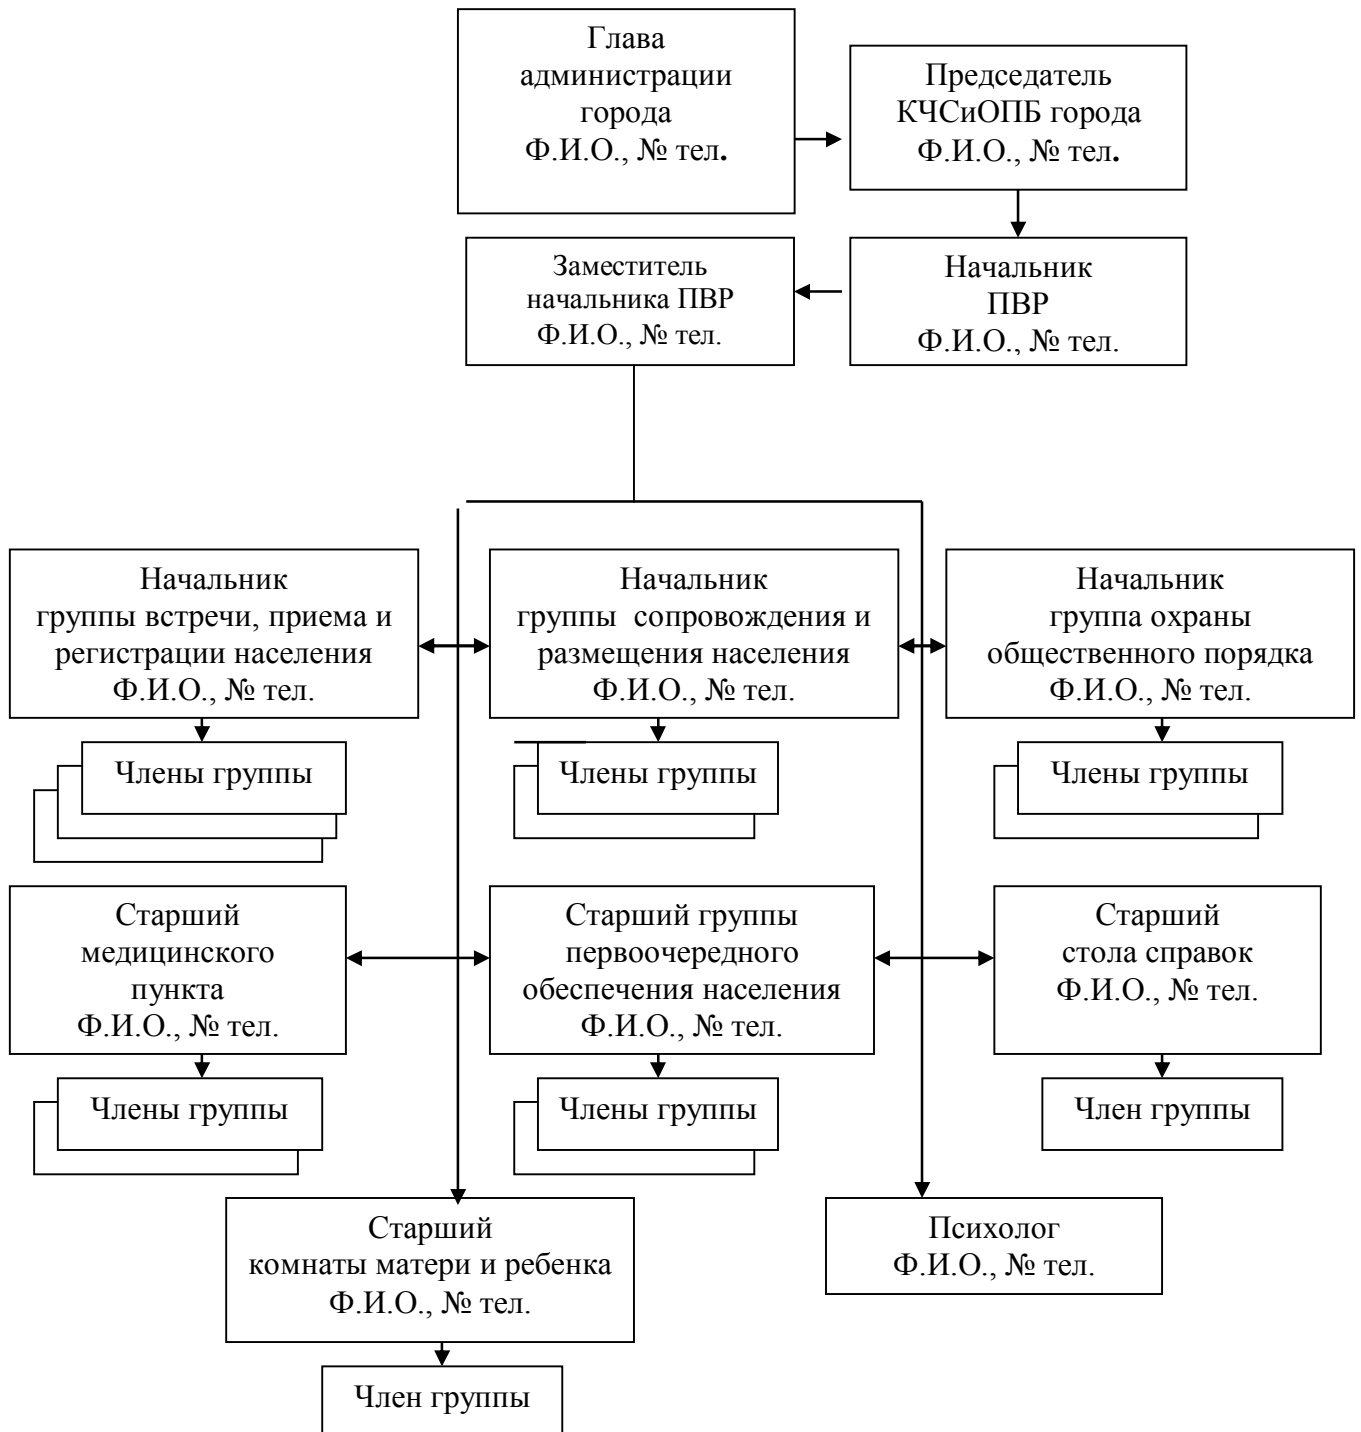 Глава
администрации
города
Ф.И.О., № тел.
Председатель
КЧСиОПБ города
Ф.И.О., № тел.
Заместитель
начальника ПВР
Ф.И.О., № тел.
Начальник
ПВР
Ф.И.О., № тел.
Начальник
группы встречи, приема и
регистрации населения
Ф.И.О., № тел.
Начальник
группы  сопровождения и
размещения населения
Ф.И.О., № тел.
Начальник
группа охраны
общественного порядка
Ф.И.О., № тел.
Члены группы
Члены группы
Члены группы
Старший
медицинского
пункта
Ф.И.О., № тел.
Старший группы
первоочередного
обеспечения населения
Ф.И.О., № тел.
Старший
стола справок
Ф.И.О., № тел.
Члены группы
Члены группы
Член группы
Старший
комнаты матери и ребенка
Ф.И.О., № тел.
Психолог
Ф.И.О., № тел.
Член группы